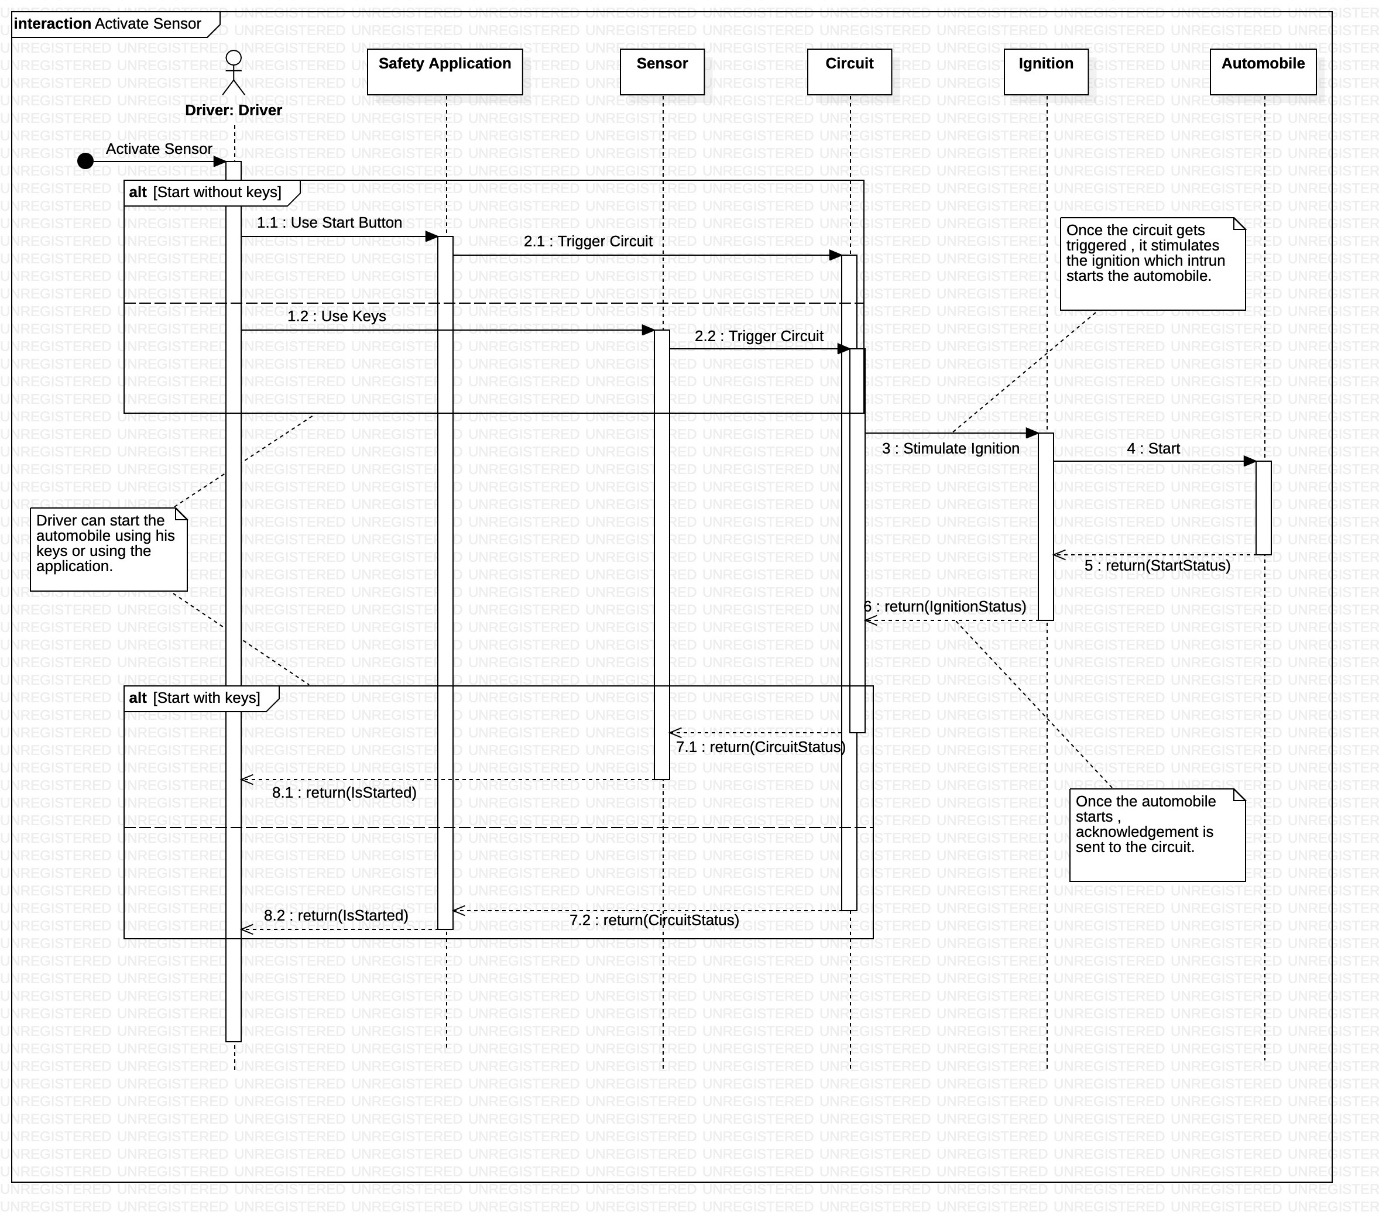 interaction Activate Sensor
Safety Application
Sensor
Circuit
Ignition
Automobile
Driver: Driver
Activate Sensor
alt [Start without keys]
1.1 : Use Start Button
2.1 : Trigger Circuit
Once the circuit gets
triggered , it stimulates
the ignition which intrun
starts the automobile.
1.2 : Use Keys
2.2 : Trigger Circuit
3 : Stimulate Ignition
4 : Start
Driver can start the
automobile using his
keys or using the
application.
5 : return(StartStatus)
6 : return(IgnitionStatus)
alt [Start with keys]
7.1 : return(CircuitStatus)
8.1 : return(IsStarted)
Once the automobile
starts ,
acknowledgement is
sent to the circuit.
8.2 : return(IsStarted)
7.2 : return(CircuitStatus)
UNREGISTERED